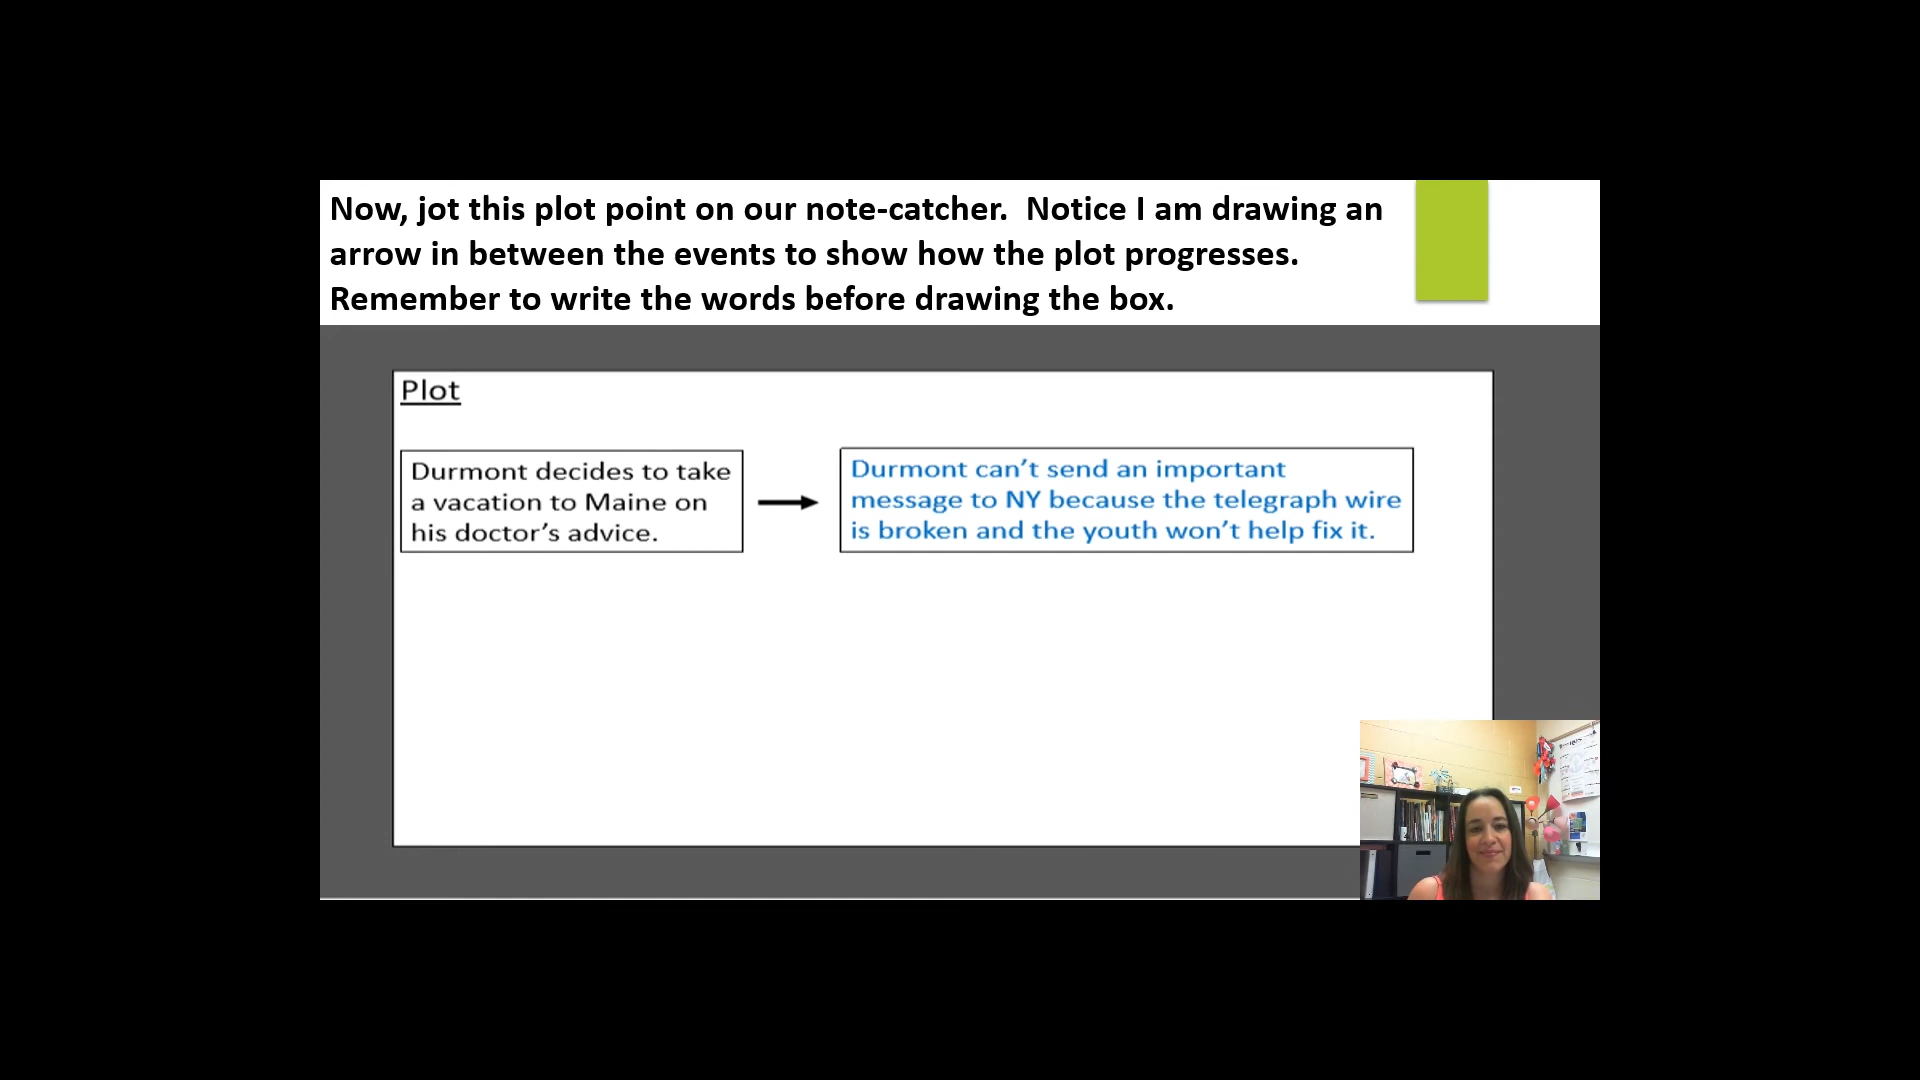 Now, jot this plot point on our note-catcher.  Notice I am drawing an
arrow in between the events to show how the plot progresses.
Remember to write the words before drawing the box.
Plot
Durmont decides to take
a vacation to Maine on
his doctor's advice.
Durmont can't send an important
message to NY because the telegraph wire
is broken and the youth won't help fix it.